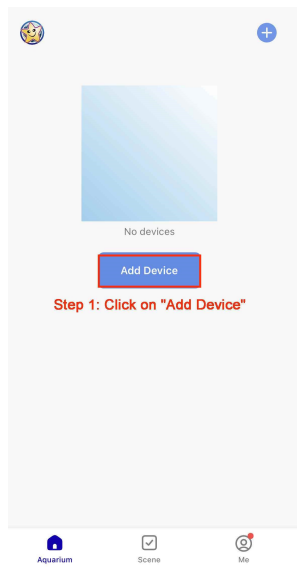 No devices
Add Device
Step 1: Click on "Add Device"
Aquarium
Scene
Me